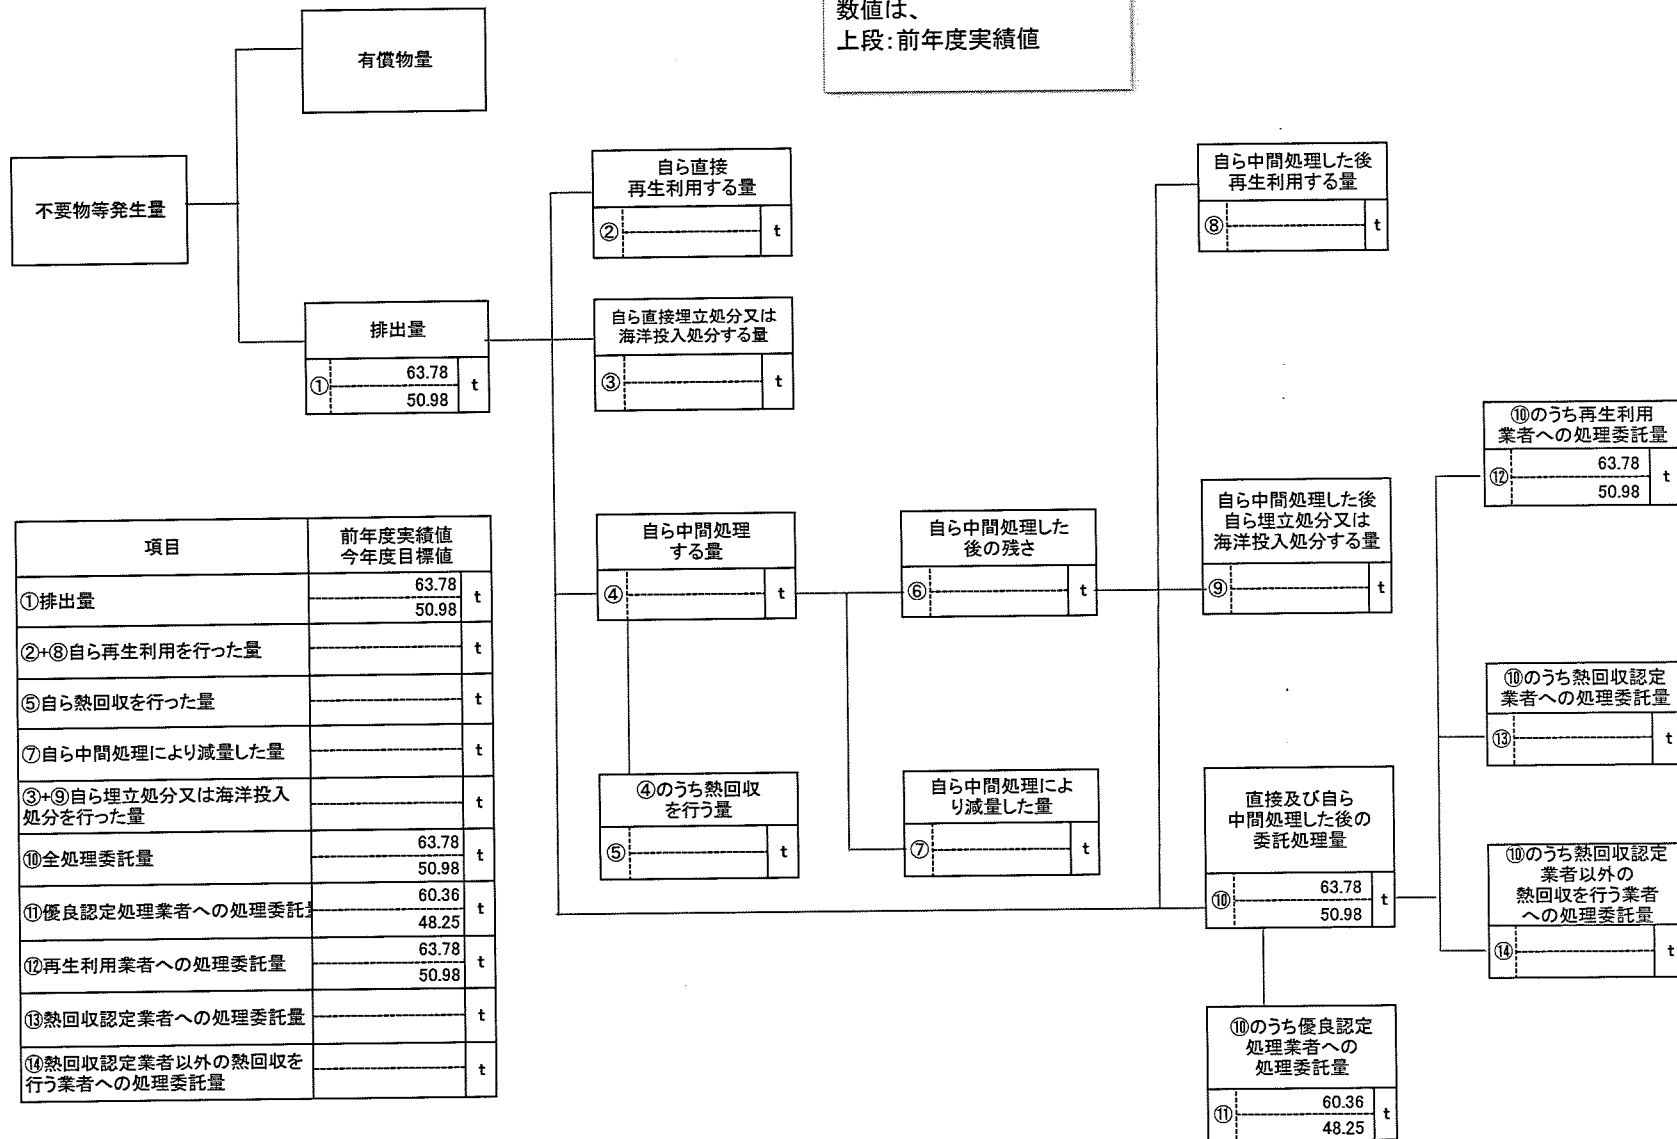 数値は、
上段：前年度実績値
有償物量
不要物等発生量
排出量
① 63.78 t
50.98
自ら直接
再生利用する量
② t
自ら直接埋立処分又は
海洋投入処分する量
③ t
自ら中間処理
する量
④ t
④のうち熱回収
を行う量
⑤ t
自ら中間処理した
後の残さ
⑥ t
自ら中間処理によ
り減量した量
⑦ t
自ら中間処理した後
再生利用する量
⑧ t
自ら中間処理した後
自ら埋立処分又は
海洋投入処分する量
⑨ t
直接及び自ら
中間処理した後の
委託処理量
⑩ 63.78 t
50.98
⑩のうち優良認定
処理業者への
処理委託量
⑪ 60.36 t
48.25
⑩のうち再生利用
業者への処理委託量
⑫ 63.78 t
50.98
⑩のうち熱回収認定
業者への処理委託量
⑬ t
⑩のうち熱回収認定
業者以外の
熱回収を行う業者
への処理委託量
⑭ t
項目 前年度実績値
今年度目標値
①排出量 63.78 t
50.98
②+⑧自ら再生利用を行った量 t
⑤自ら熱回収を行った量 t
⑦自ら中間処理により減量した量 t
③+⑨自ら埋立処分又は海洋投入
処分を行った量 t
⑩全処理委託量 63.78 t
50.98
⑪優良認定処理業者への処理委託 60.36 t
48.25
⑫再生利用業者への処理委託量 63.78 t
50.98
⑬熱回収認定業者への処理委託量 t
⑭熱回収認定業者以外の熱回収を
行う業者への処理委託量 t